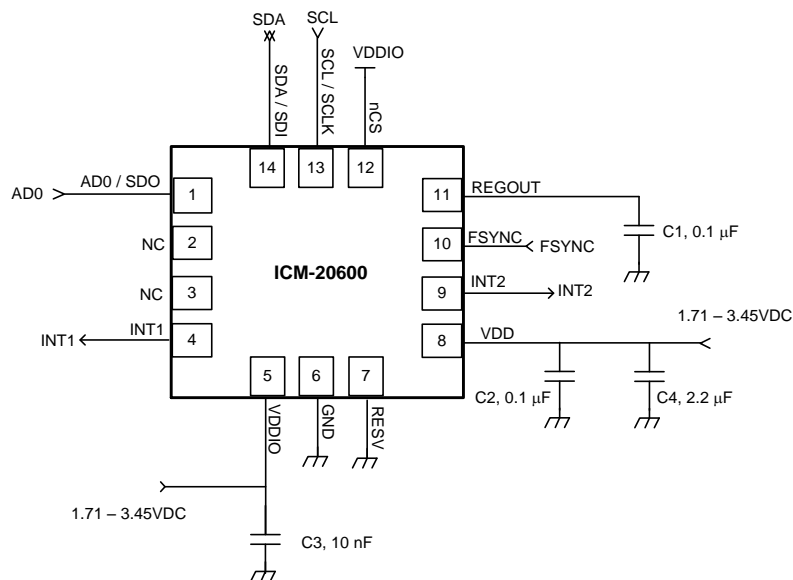 SDA
SCL
VDDIO
SDA / SDI
SCL / SCLK
nCS
14
13
12
AD0
AD0 / SDO
1
11
REGOUT
C1, 0.1 μF
NC
2
10
FSYNC
FSYNC
ICM-20600
NC
3
9
INT2
INT2
INT1
INT1
4
8
VDD
1.71 – 3.45VDC
5
6
7
C2, 0.1 μF
C4, 2.2 μF
VDDIO
GND
RESV
1.71 – 3.45VDC
C3, 10 nF